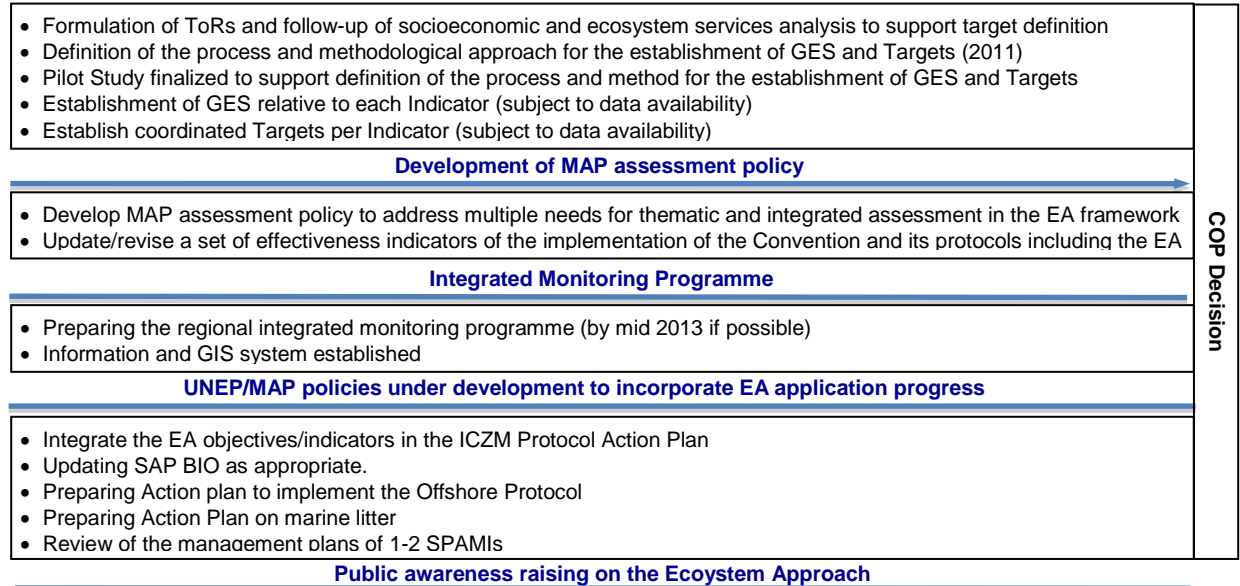 • Formulation of ToRs and follow-up of socioeconomic and ecosystem services analysis to support target definition
• Definition of the process and methodological approach for the establishment of GES and Targets (2011)
• Pilot Study finalized to support definition of the process and method for the establishment of GES and Targets
• Establishment of GES relative to each Indicator (subject to data availability)
• Establish coordinated Targets per Indicator (subject to data availability)
Development of MAP assessment policy
• Develop MAP assessment policy to address multiple needs for thematic and integrated assessment in the EA framework
• Update/revise a set of effectiveness indicators of the implementation of the Convention and its protocols including the EA
Integrated Monitoring Programme
• Preparing the regional integrated monitoring programme (by mid 2013 if possible)
• Information and GIS system established
UNEP/MAP policies under development to incorporate EA application progress
• Integrate the EA objectives/indicators in the ICZM Protocol Action Plan
• Updating SAP BIO as appropriate.
• Preparing Action plan to implement the Offshore Protocol
• Preparing Action Plan on marine litter
• Review of the management plans of 1-2 SPAMIs
Public awareness raising on the Ecoystem Approach
COP Decision